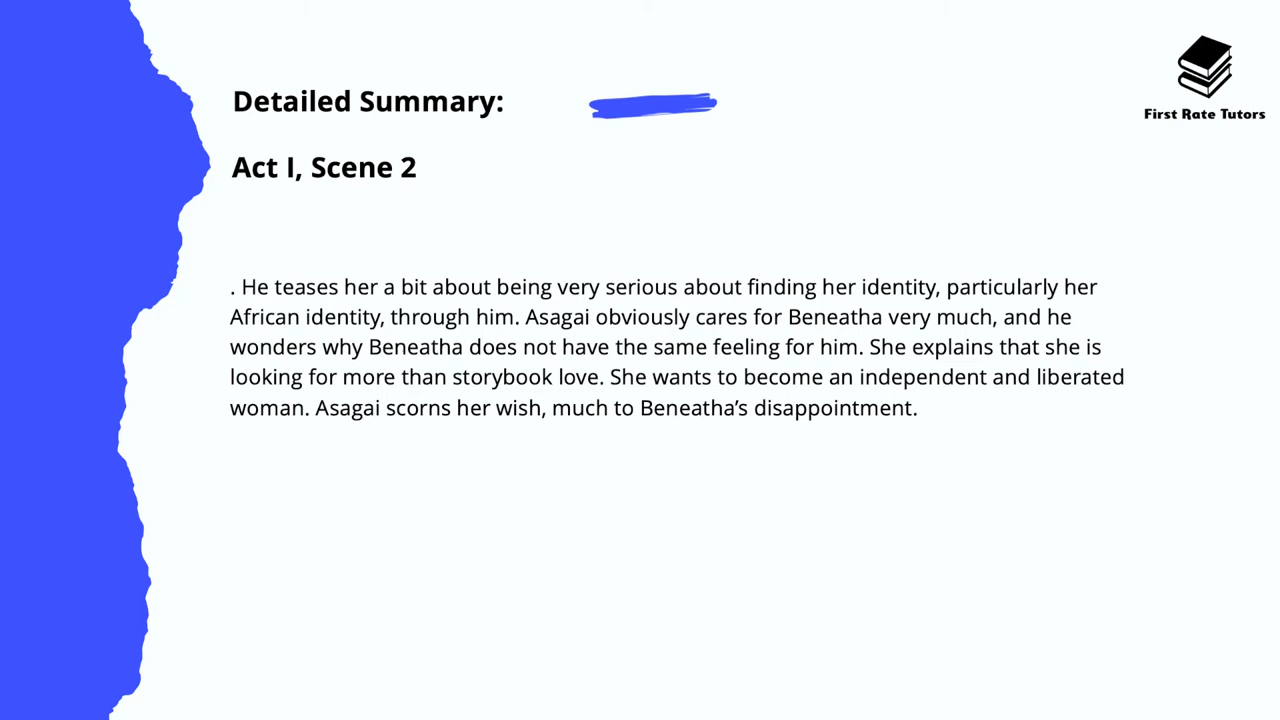 Detailed Summary:
First Rate Tutors
Act I, Scene 2
. He teases her a bit about being very serious about finding her identity, particularly her
African identity, through him. Asagai obviously cares for Beneatha very much, and he
wonders why Beneatha does not have the same feeling for him. She explains that she is
looking for more than storybook love. She wants to become an independent and liberated
woman. Asagai scorns her wish, much to Beneatha’s disappointment.